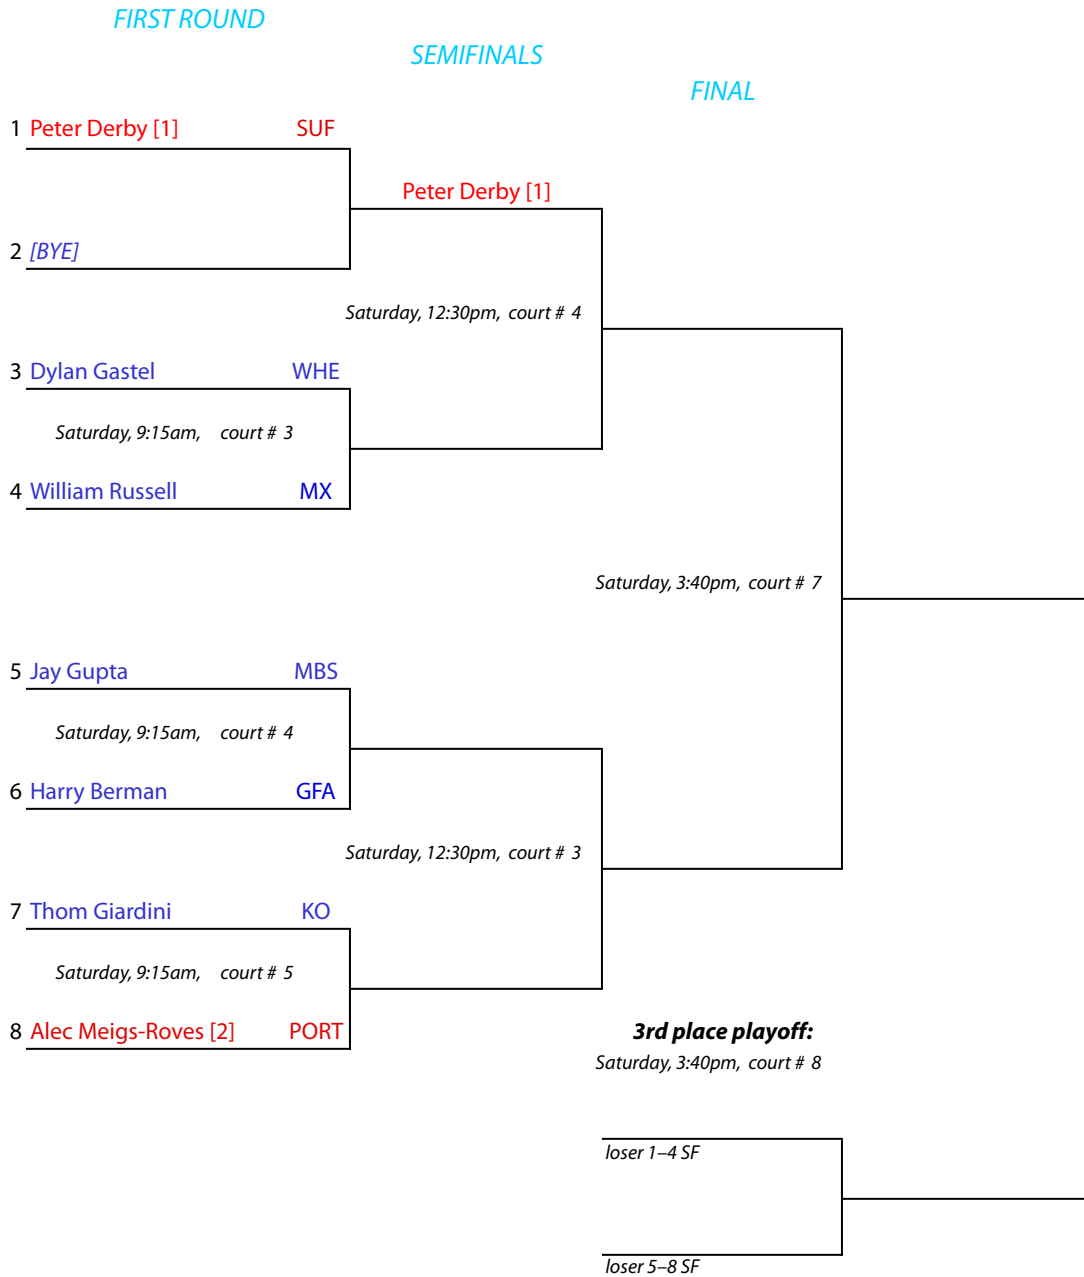 FIRST ROUND
SEMIFINALS
FINAL
1 Peter Derby [1] SUF
Peter Derby [1]
2 [BYE]
Saturday, 12:30pm, court # 4
3 Dylan Gastel WHE
Saturday, 9:15am, court # 3
4 William Russell MX
Saturday, 3:40pm, court # 7
5 Jay Gupta MBS
Saturday, 9:15am, court # 4
6 Harry Berman GFA
Saturday, 12:30pm, court # 3
7 Thom Giardini KO
Saturday, 9:15am, court # 5
8 Alec Meigs-Roves [2] PORT
3rd place playoff:
Saturday, 3:40pm, court # 8
loser 1–4 SF
loser 5–8 SF